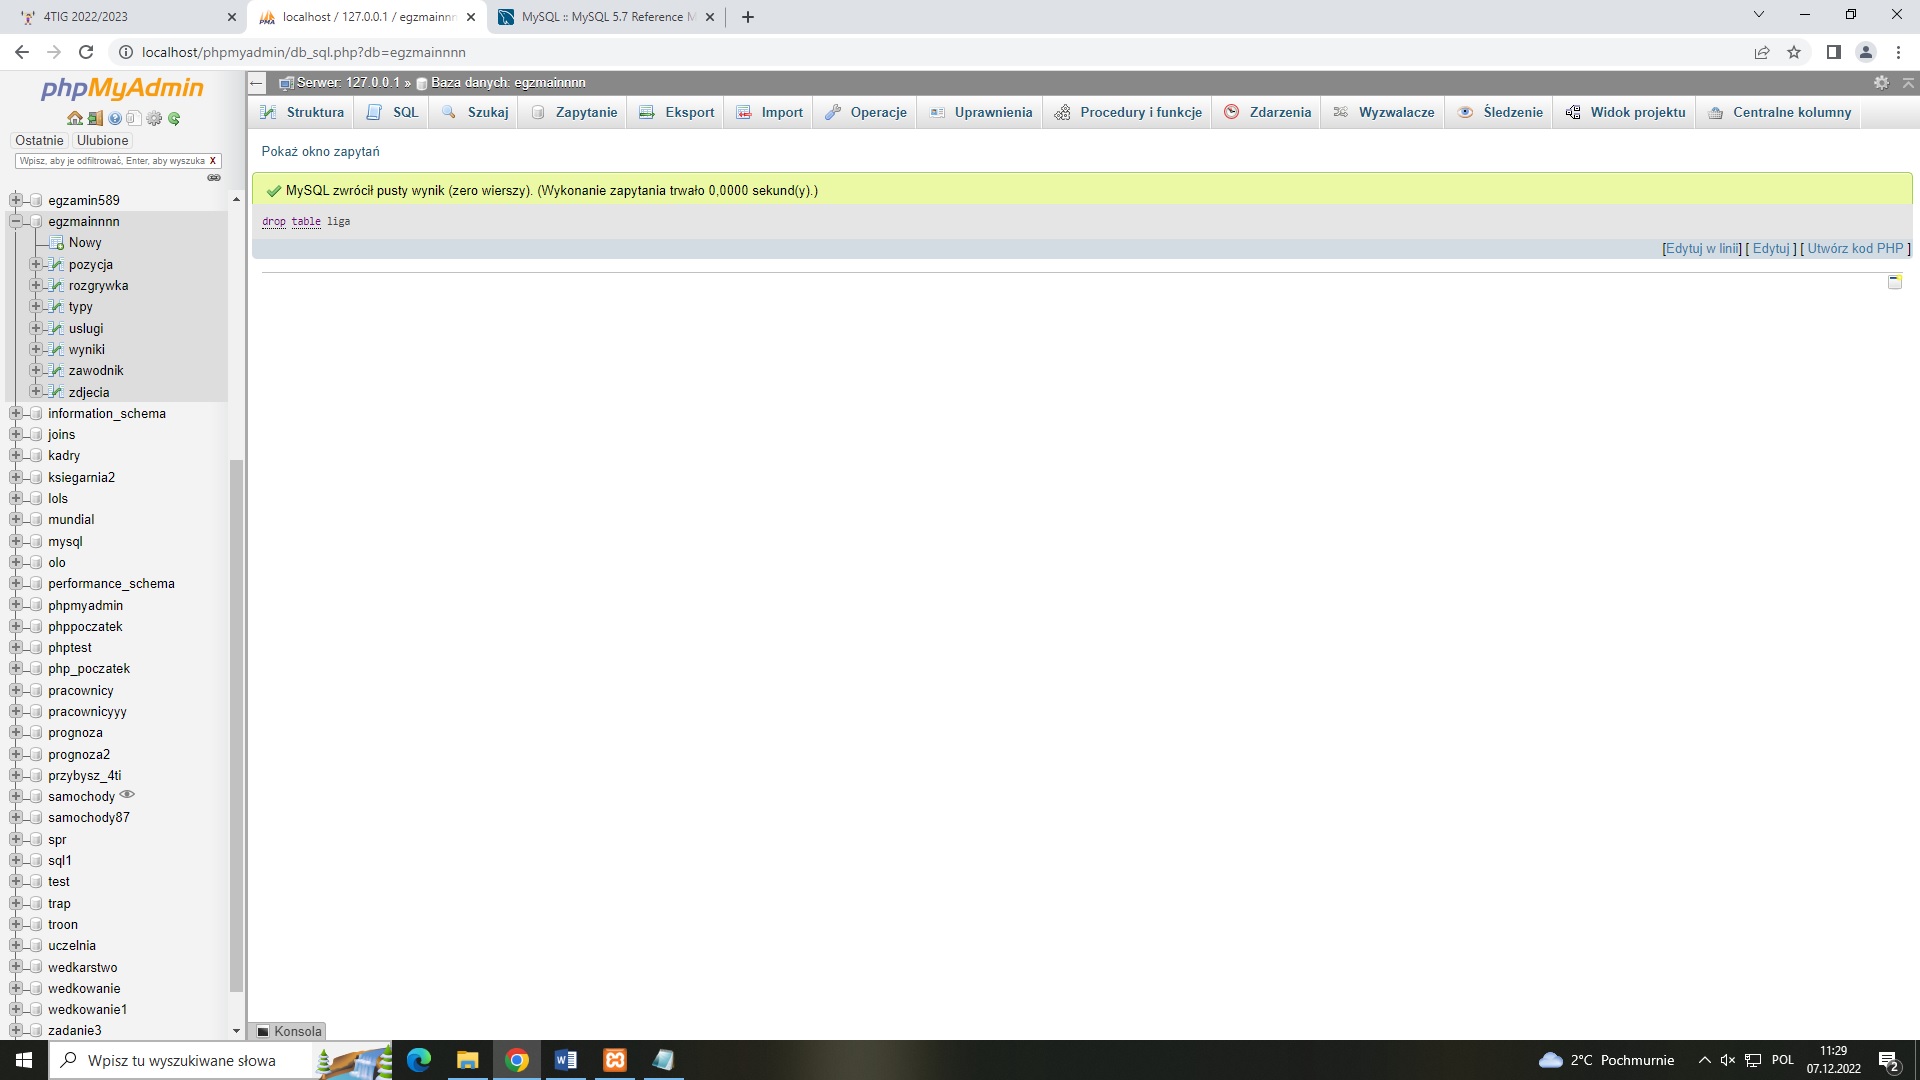 4TIG 2022/2023
localhost / 127.0.0.1 / egzmainnn
MySQL :: MySQL 5.7 Reference M
localhost/phpmyadmin/db_sql.php?db=egzmainnnn
phpMyAdmin
Ostatnie Ulubione
Wpisz, aby je odfiltrować, Enter, aby wyszuka X
egzamin589
egzmainnnn
Nowy
pozycja
rozgrywka
typy
uslugi
wyniki
zawodnik
zdjecia
information_schema
joins
kadry
ksiegarnia2
lols
mundial
mysql
olo
performance_schema
phpmyadmin
phppoczatek
phptest
php_poczatek
pracownicy
pracownicyyy
prognoza
prognoza2
przybysz_4ti
samochody
samochody87
spr
sql1
test
trap
troon
uczelnia
wedkarstwo
wedkowanie
wedkowanie1
zadanie3
Serwer: 127.0.0.1 » Baza danych: egzmainnnn
Struktura SQL Szukaj Zapytanie Eksport Import Operacje Uprawnienia Procedury i funkcje Zdarzenia Wyzwalacze Śledzenie Widok projektu Centralne kolumny
Pokaż okno zapytań
MySQL zwrócił pusty wynik (zero wierszy). (Wykonanie zapytania trwało 0,0000 sekund(y).)
drop table liga
[Edytuj w linii] [ Edytuj ] [ Utwórz kod PHP ]
Konsola
Wpisz tu wyszukiwane słowa
2°C Pochmurnie
POL
11:29
07.12.2022
2